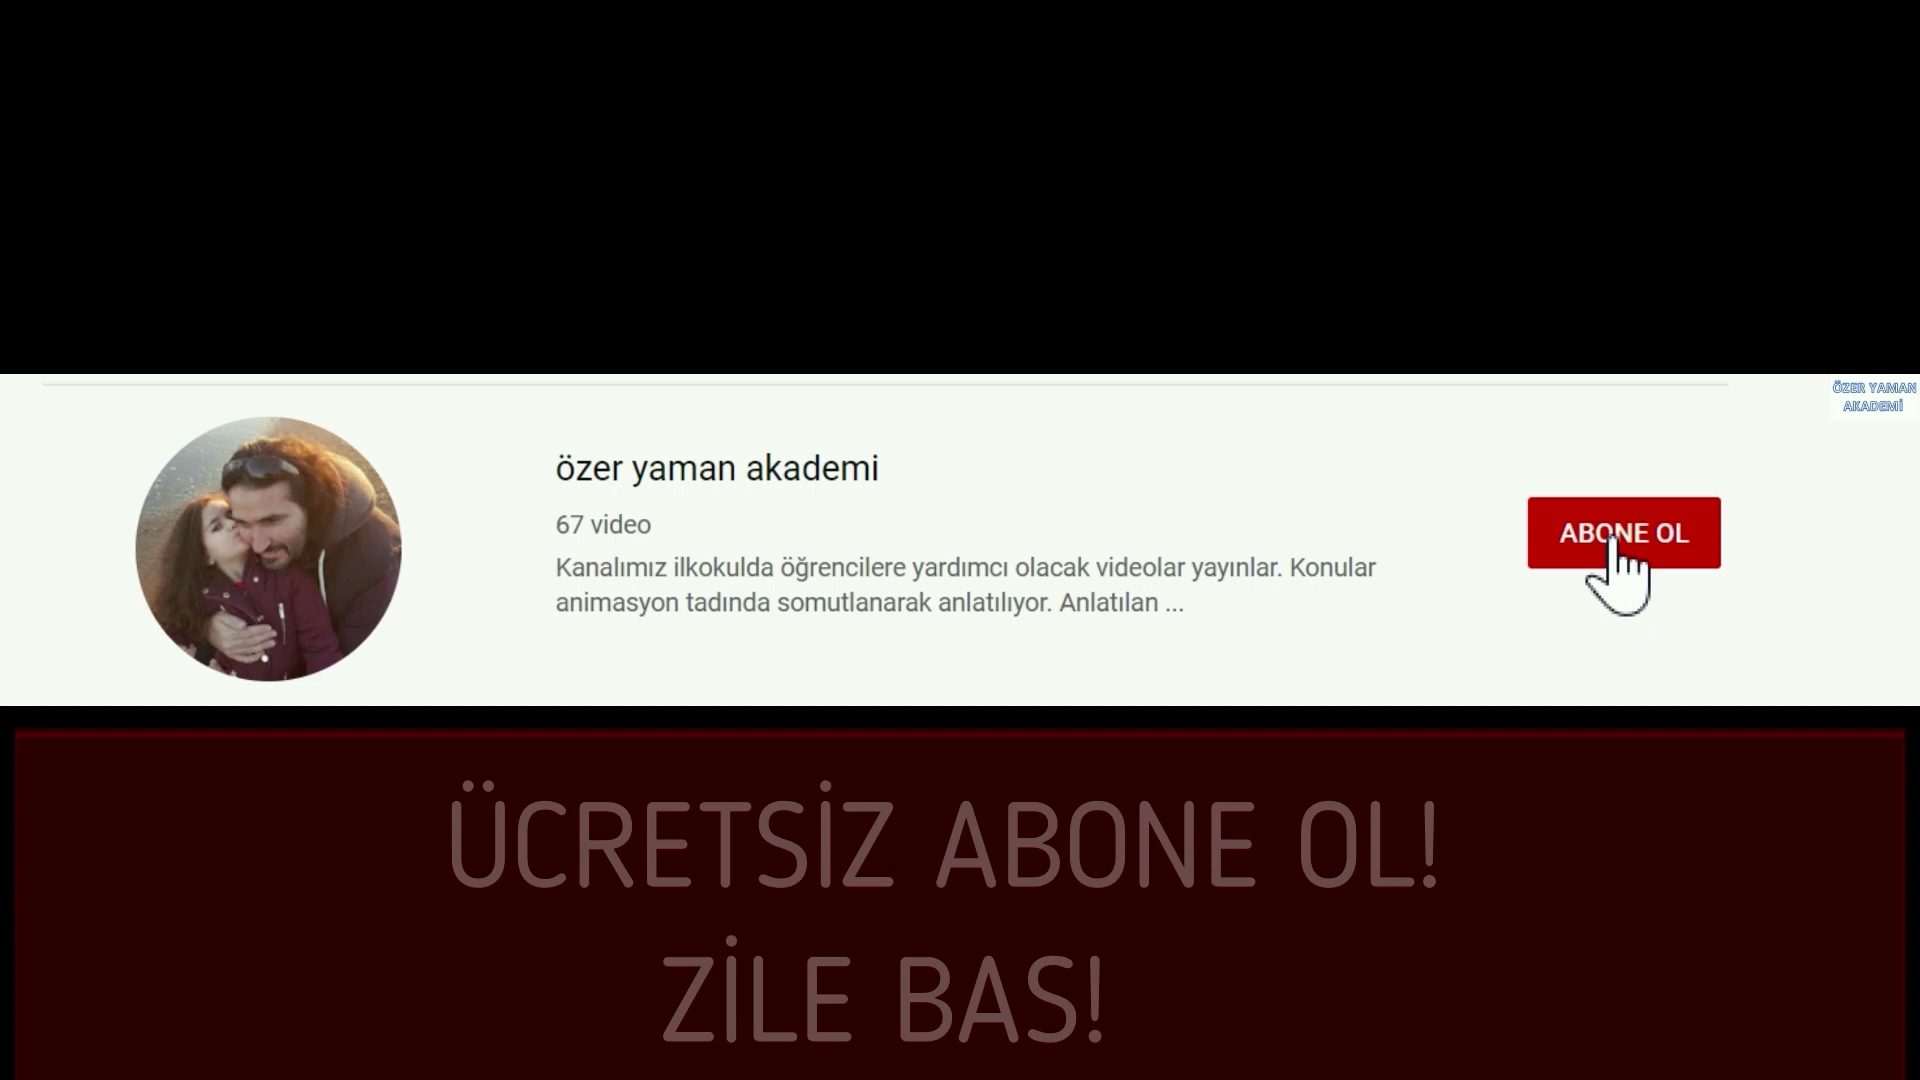 ÖZER YAMAN
AKADEMİ
özer yaman akademi
67 video
Kanalımız ilkokulda öğrencilere yardımcı olacak videolar yayınlar. Konular
animasyon tadında somutlanarak anlatılıyor. Anlatılan ...
ABONE OL
ÜCRETSİZ ABONE OL!
ZİLE BAS!